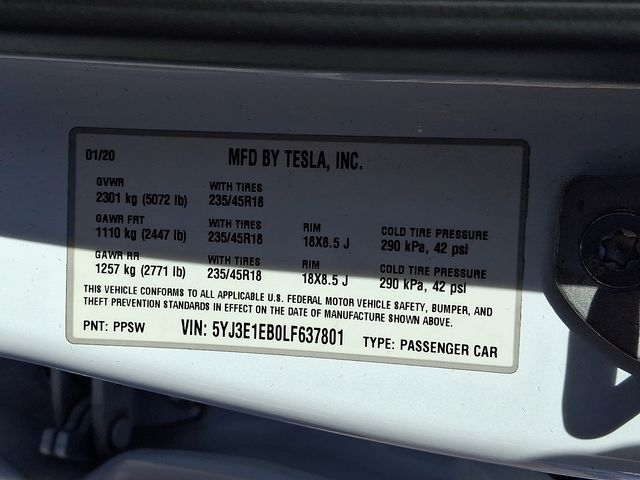 01/20 MFD BY TESLA, INC.
GVWR WITH TIRES
2301 kg (5072 lb) 235/45R18
GAWR FRT WITH TIRES RIM COLD TIRE PRESSURE
1110 kg (2447 lb) 235/45R18 18X8.5 J 290 kPa, 42 psi
GAWR RR WITH TIRES RIM COLD TIRE PRESSURE
1257 kg (2771 lb) 235/45R18 18X8.5 J 290 kPa, 42 psi
THIS VEHICLE CONFORMS TO ALL APPLICABLE U.S. FEDERAL MOTOR VEHICLE SAFETY, BUMPER, AND
THEFT PREVENTION STANDARDS IN EFFECT ON THE DATE OF MANUFACTURE SHOWN ABOVE.
PNT: PPSW VIN: 5YJ3E1EB0LF637801 TYPE: PASSENGER CAR